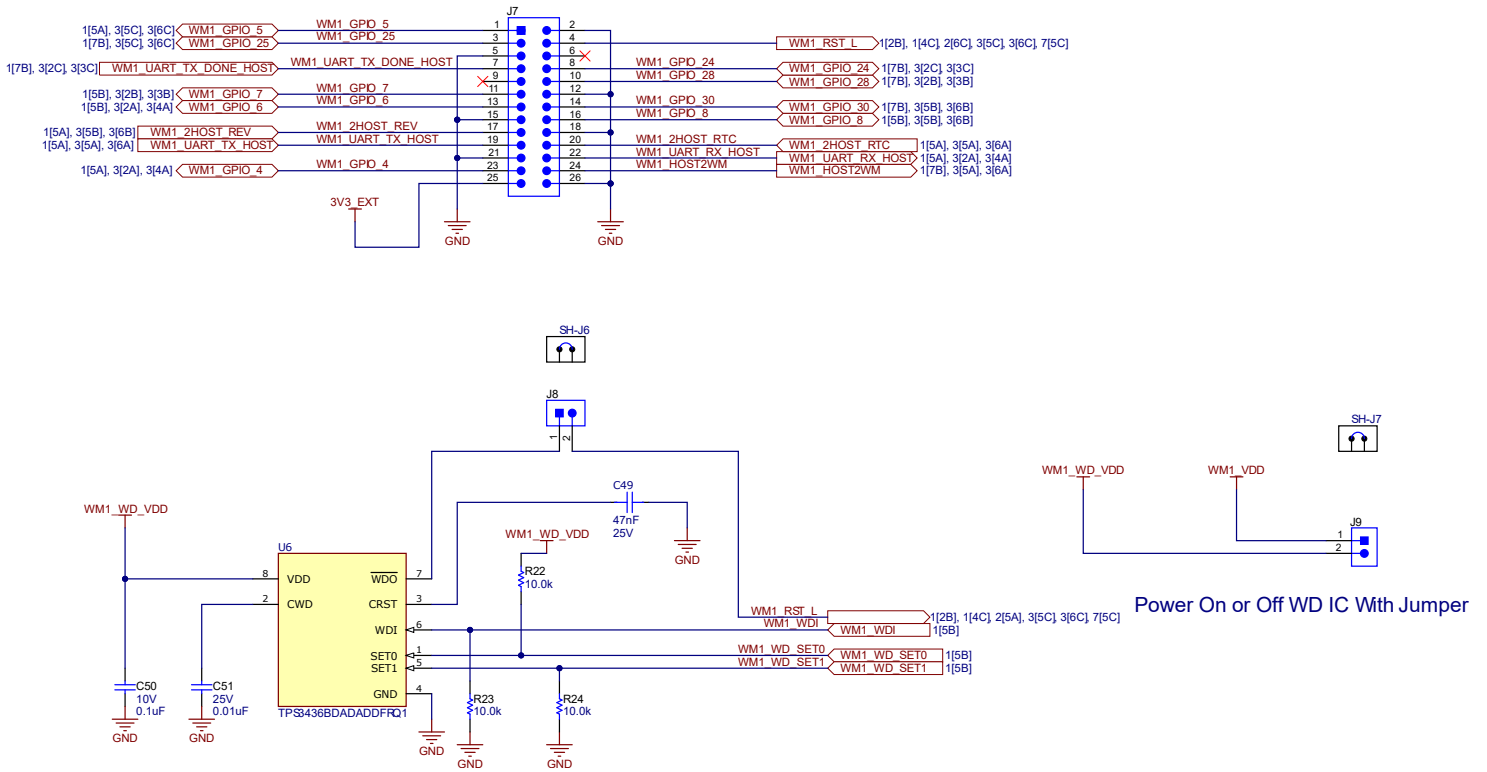 J7
1[5A], 3[5C], 3[6C] WM1_GPIO_5 WM1_GPIO_5 1 2
1[7B], 3[5C], 3[6C] WM1_GPIO_25 WM1_GPIO_25 3 4 WM1_RST_L 1[2B], 1[4C], 2[6C], 3[5C], 3[6C], 7[5C]
5 6
1[7B], 3[2C], 3[3C] WM1_UART_TX_DONE_HOST WM1_UART_TX_DONE_HOST 7 8 WM1_GPIO_24 WM1_GPIO_24 1[7B], 3[2C], 3[3C]
9 10 WM1_GPIO_28 WM1_GPIO_28 1[7B], 3[2B], 3[3B]
1[5B], 3[2B], 3[3B] WM1_GPIO_7 WM1_GPIO_7 11 12
1[5B], 3[2A], 3[4A] WM1_GPIO_6 WM1_GPIO_6 13 14 WM1_GPIO_30 WM1_GPIO_30 1[7B], 3[5B], 3[6B]
15 16 WM1_GPIO_8 WM1_GPIO_8 1[5B], 3[5B], 3[6B]
1[5A], 3[5B], 3[6B] WM1_2HOST_REV WM1_2HOST_REV 17 18
1[5A], 3[5A], 3[6A] WM1_UART_TX_HOST WM1_UART_TX_HOST 19 20 WM1_2HOST_RTC WM1_2HOST_RTC 1[5A], 3[5A], 3[6A]
21 22 WM1_UART_RX_HOST WM1_UART_RX_HOST 1[5A], 3[2A], 3[4A]
1[5A], 3[2A], 3[4A] WM1_GPIO_4 WM1_GPIO_4 23 24 WM1_HOST2WM WM1_HOST2WM 1[7B], 3[5A], 3[6A]
25 26
3V3_EXT
GND GND
SH-J6
J8
1 2
SH-J7
WM1_WD_VDD WM1_VDD
J9
1
2
Power On or Off WD IC With Jumper
C49
47nF
25V
GND
WM1_WD_VDD
WM1_WD_VDD
R22
10.0k
U6
8 VDD WDO 7
2 CWD CRST 3
WDI 6
SET0 1
SET1 5
GND 4
TPS3436BDADADDFRQ1
WM1_RST_L 1[2B], 1[4C], 2[5A], 3[5C], 3[6C], 7[5C]
WM1_WDI WM1_WDI 1[5B]
WM1_WD_SET0 WM1_WD_SET0 1[5B]
WM1_WD_SET1 WM1_WD_SET1 1[5B]
C50
10V
0.1uF
GND
C51
25V
0.01uF
GND
GND
R23
10.0k
GND
R24
10.0k
GND